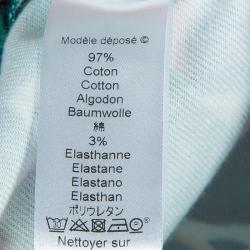 Modèle déposé ©
97%
Coton
Cotton
Algodon
Baumwolle
綿
3%
Elasthanne
Elastane
Elastano
Elasthan
ポリウレタン
Nettoyer sur